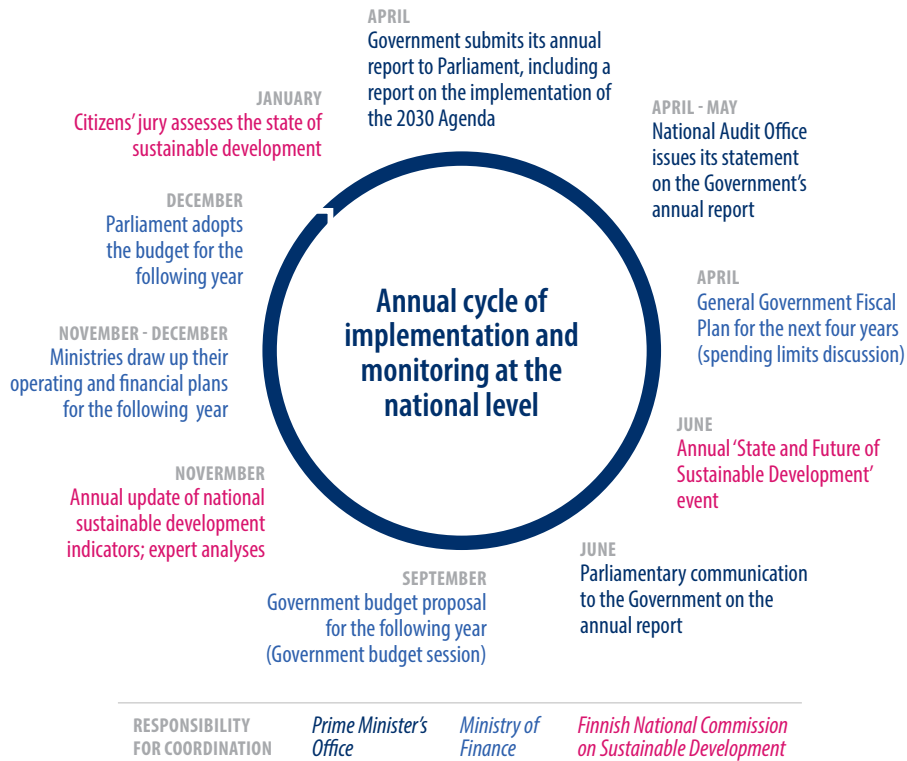 APRIL
Government submits its annual
report to Parliament, including a
report on the implementation of
the 2030 Agenda
APRIL - MAY
National Audit Office
issues its statement
on the Government's
annual report
APRIL
General Government Fiscal
Plan for the next four years
(spending limits discussion)
JUNE
Annual 'State and Future of
Sustainable Development'
event
JUNE
Parliamentary communication
to the Government on the
annual report
SEPTEMBER
Government budget proposal
for the following year
(Government budget session)
NOVERMBER
Annual update of national
sustainable development
indicators; expert analyses
NOVEMBER - DECEMBER
Ministries draw up their
operating and financial plans
for the following year
DECEMBER
Parliament adopts
the budget for the
following year
JANUARY
Citizens' jury assesses the state of
sustainable development
Annual cycle of
implementation and
monitoring at the
national level
RESPONSIBILITY
FOR COORDINATION
Prime Minister's
Office
Ministry of
Finance
Finnish National Commission
on Sustainable Development